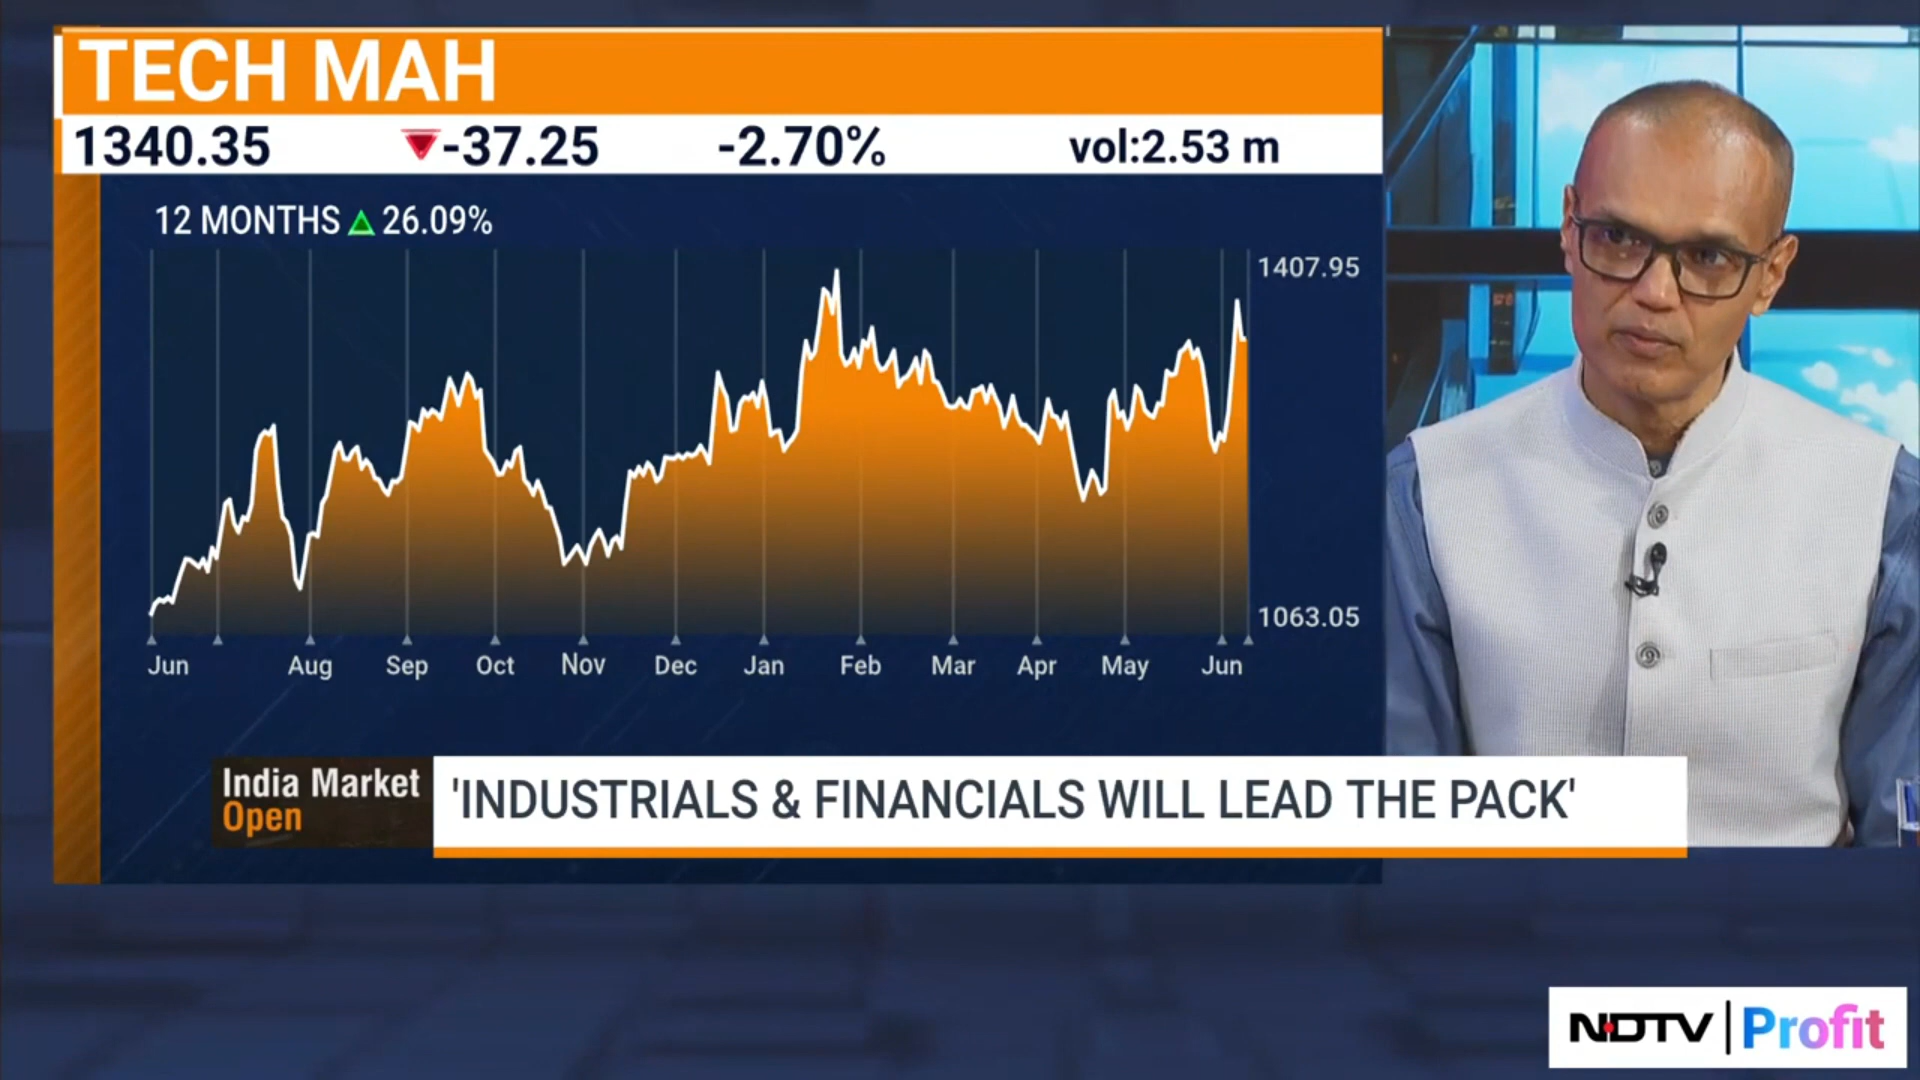 TECH MAH
1340.35 -37.25 -2.70% vol:2.53 m
12 MONTHS 26.09%
1407.95
1063.05
Jun Aug Sep Oct Nov Dec Jan Feb Mar Apr May Jun
India Market
Open
'INDUSTRIALS & FINANCIALS WILL LEAD THE PACK'
NDTV Profit